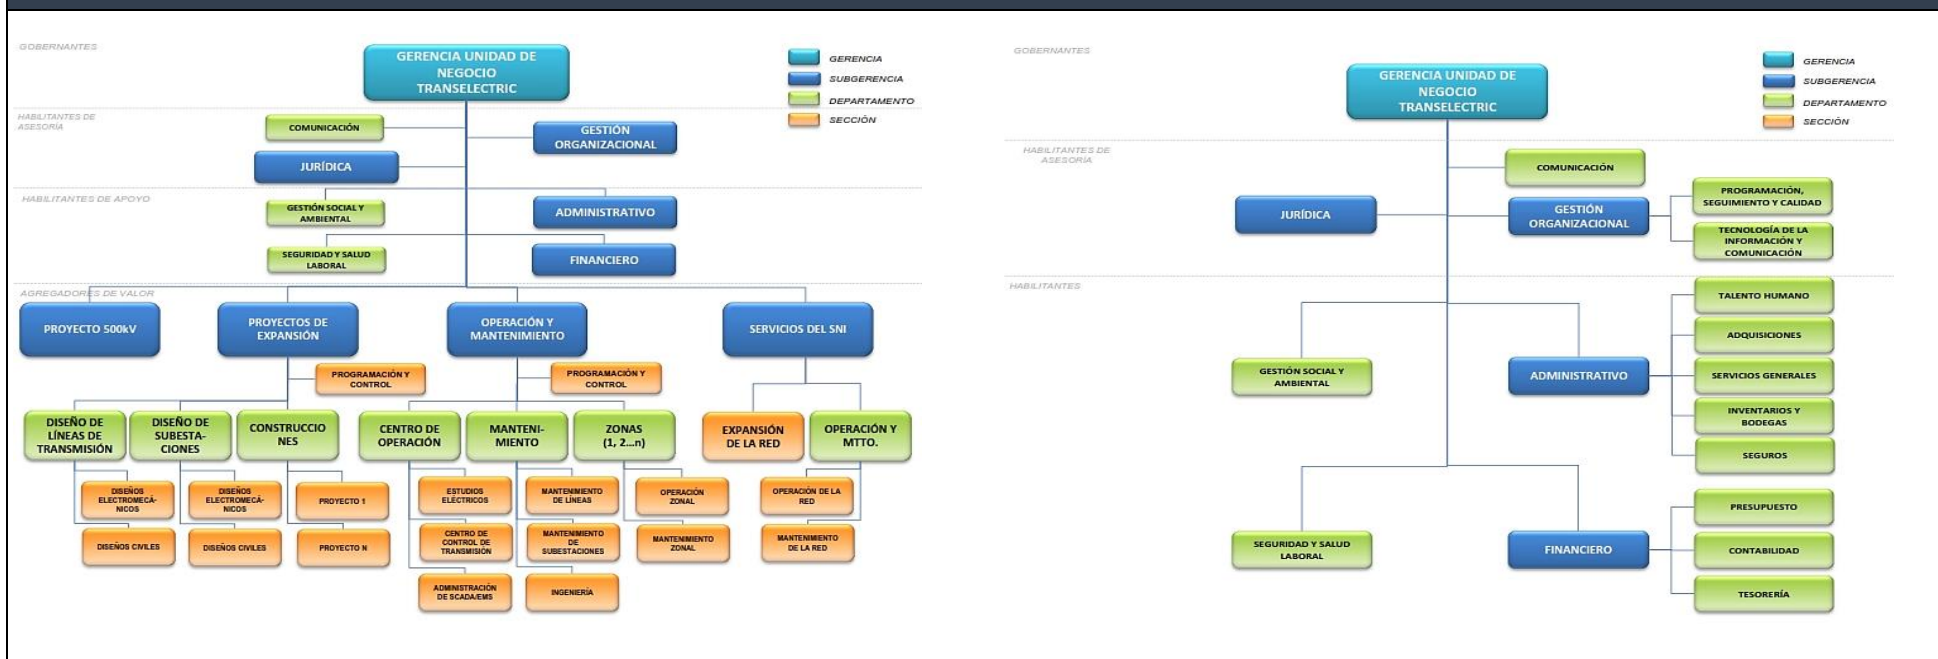 GOBERNANTES
GERENCIA UNIDAD DE
NEGOCIO
TRANSELECTRIC
GERENCIA
SUBGERENCIA
DEPARTAMENTO
SECCIÓN
HABILITANTES DE
ASESORÍA
COMUNICACIÓN
GESTIÓN
ORGANIZACIONAL
JURÍDICA
HABILITANTES DE APOYO
GESTIÓN SOCIAL Y
AMBIENTAL
ADMINISTRATIVO
SEGURIDAD Y SALUD
LABORAL
FINANCIERO
AGREGADORES DE VALOR
PROYECTO 500kV
PROYECTOS DE
EXPANSIÓN
OPERACIÓN Y
MANTENIMIENTO
SERVICIOS DEL SNI
PROGRAMACIÓN Y
CONTROL
PROGRAMACIÓN Y
CONTROL
DISEÑO DE
LÍNEAS DE
TRANSMISIÓN
DISEÑO DE
SUBESTA-
CIONES
CONSTRUCCIO
NES
CENTRO DE
OPERACIÓN
MANTENI-
MIENTO
ZONAS
(1, 2...n)
EXPANSIÓN
DE LA RED
OPERACIÓN Y
MTTO.
DISEÑOS
ELECTROMECÁ-
NICOS
DISEÑOS
ELECTROMECÁ-
NICOS
PROYECTO 1
ESTUDIOS
ELÉCTRICOS
MANTENIMIENTO
DE LÍNEAS
OPERACIÓN
ZONAL
OPERACIÓN DE LA
RED
DISEÑOS CIVILES
DISEÑOS CIVILES
PROYECTO N
CENTRO DE
CONTROL DE
TRANSMISIÓN
MANTENIMIENTO
DE
SUBESTACIONES
MANTENIMIENTO
ZONAL
MANTENIMIENTO
DE LA RED
ADMINISTRACIÓN
DE SCADA/EMS
INGENIERÍA
GOBERNANTES
GERENCIA UNIDAD DE
NEGOCIO
TRANSELECTRIC
GERENCIA
SUBGERENCIA
DEPARTAMENTO
SECCIÓN
HABILITANTES DE
ASESORÍA
COMUNICACIÓN
JURÍDICA
GESTIÓN
ORGANIZACIONAL
PROGRAMACIÓN,
SEGUIMIENTO Y CALIDAD
TECNOLOGÍA DE LA
INFORMACIÓN Y
COMUNICACIÓN
HABILITANTES
TALENTO HUMANO
ADQUISICIONES
GESTIÓN SOCIAL Y
AMBIENTAL
ADMINISTRATIVO
SERVICIOS GENERALES
INVENTARIOS Y
BODEGAS
SEGUROS
PRESUPUESTO
SEGURIDAD Y SALUD
LABORAL
FINANCIERO
CONTABILIDAD
TESORERÍA